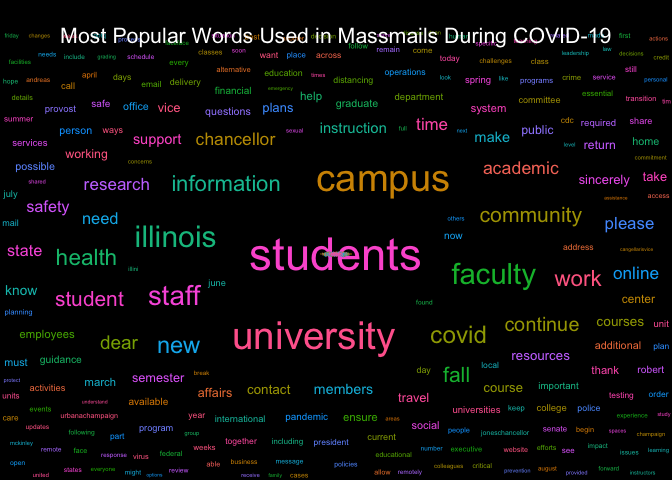 Most Popular Words Used in Massmails During COVID-19
friday changes
needs include grading schedule every classes soon want place across follow remain come today challenges class leadership law decisions credit
facilities alternative education times distancing operations look spring like programs crime service still personal
hope andreas call april days email delivery financial emergency help graduate department system committee essential transition
details provost safe office vice questions plans time public cdc required share
summer person ways support chancellor sexual instruction full make next level return home
services working concerns academic commitment
possible shared research information campus sincerely take access
july safety need community please assistance
mail illinois others now address
state health illini students faculty work online
know student staff june found center
planning university covid continue courses unit
employees dear new resources additional plan
must guidance day fall local thank robert
protect march semester break course important
units activities available affairs contact members travel testing order
care events understand urbanachampaign year international pandemic ensure areas social universities keep college police experience study
updates following part program group together including president current people joneschancellor senate begin spaces champaign
mckinley remote face response virus federal weeks educational number executive website efforts see impact issues learning
open states everyone might options review able business message policies allow remotely colleagues critical prevention august provided forward instructors
united receive family cases